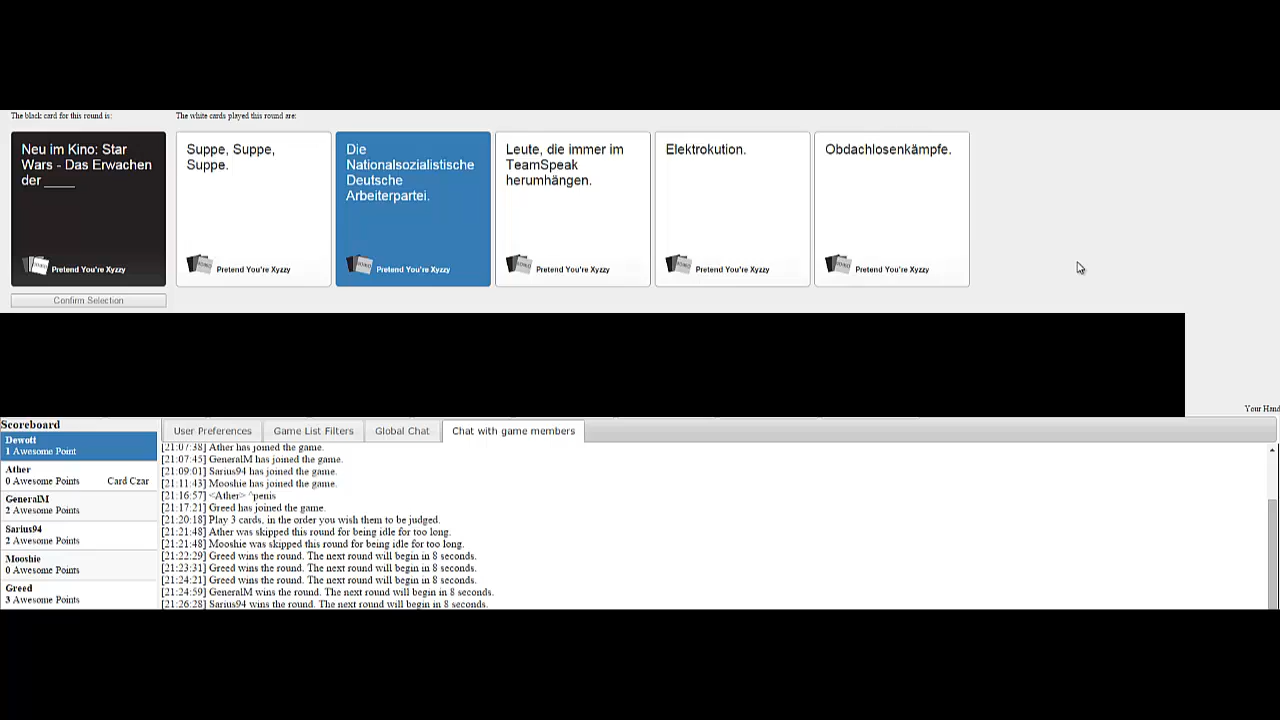 The black card for this round is:
The white cards played this round are:
Neu im Kino: Star
Wars - Das Erwachen
der ____
Pretend You're Xyzzy
Suppe, Suppe,
Suppe.
Pretend You're Xyzzy
Die
Nationalsozialistische
Deutsche
Arbeiterpartei.
Pretend You're Xyzzy
Leute, die immer im
TeamSpeak
herumhängen.
Pretend You're Xyzzy
Elektrokution.
Pretend You're Xyzzy
Obdachlosenkämpfe.
Pretend You're Xyzzy
Confirm Selection
Your Hand
Scoreboard
Dewott
1 Awesome Point
Ather
0 Awesome Points Card Czar
GeneralM
2 Awesome Points
Sarius94
2 Awesome Points
Mooshie
0 Awesome Points
Greed
3 Awesome Points
User Preferences
Game List Filters
Global Chat
Chat with game members
[21:07:38] Ather has joined the game.
[21:07:45] GeneralM has joined the game.
[21:09:01] Sarius94 has joined the game.
[21:11:43] Mooshie has joined the game.
[21:16:57] <Ather> ^penis
[21:17:21] Greed has joined the game.
[21:20:18] Play 3 cards, in the order you wish them to be judged.
[21:21:48] Ather was skipped this round for being idle for too long.
[21:21:48] Mooshie was skipped this round for being idle for too long.
[21:22:29] Greed wins the round. The next round will begin in 8 seconds.
[21:23:31] Greed wins the round. The next round will begin in 8 seconds.
[21:24:21] Greed wins the round. The next round will begin in 8 seconds.
[21:24:59] GeneralM wins the round. The next round will begin in 8 seconds.
[21:26:28] Sarius94 wins the round. The next round will begin in 8 seconds.